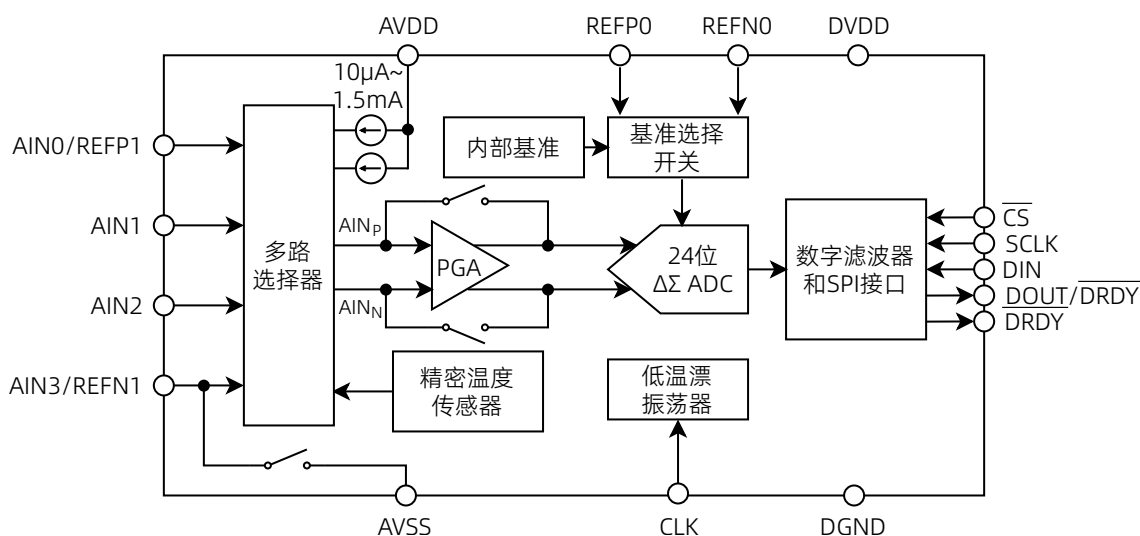 AVDD
REFP0
REFN0
DVDD
10μA~
1.5mA
AIN0/REFP1
内部基准
基准选择
开关
AIN1
AINP
CS
SCLK
DIN
DOUT/DRDY
DRDY
多路
选择器
PGA
24位
ΔΣ ADC
数字滤波器
和SPI接口
AIN2
AINN
AIN3/REFN1
精密温度
传感器
低温漂
振荡器
AVSS
CLK
DGND